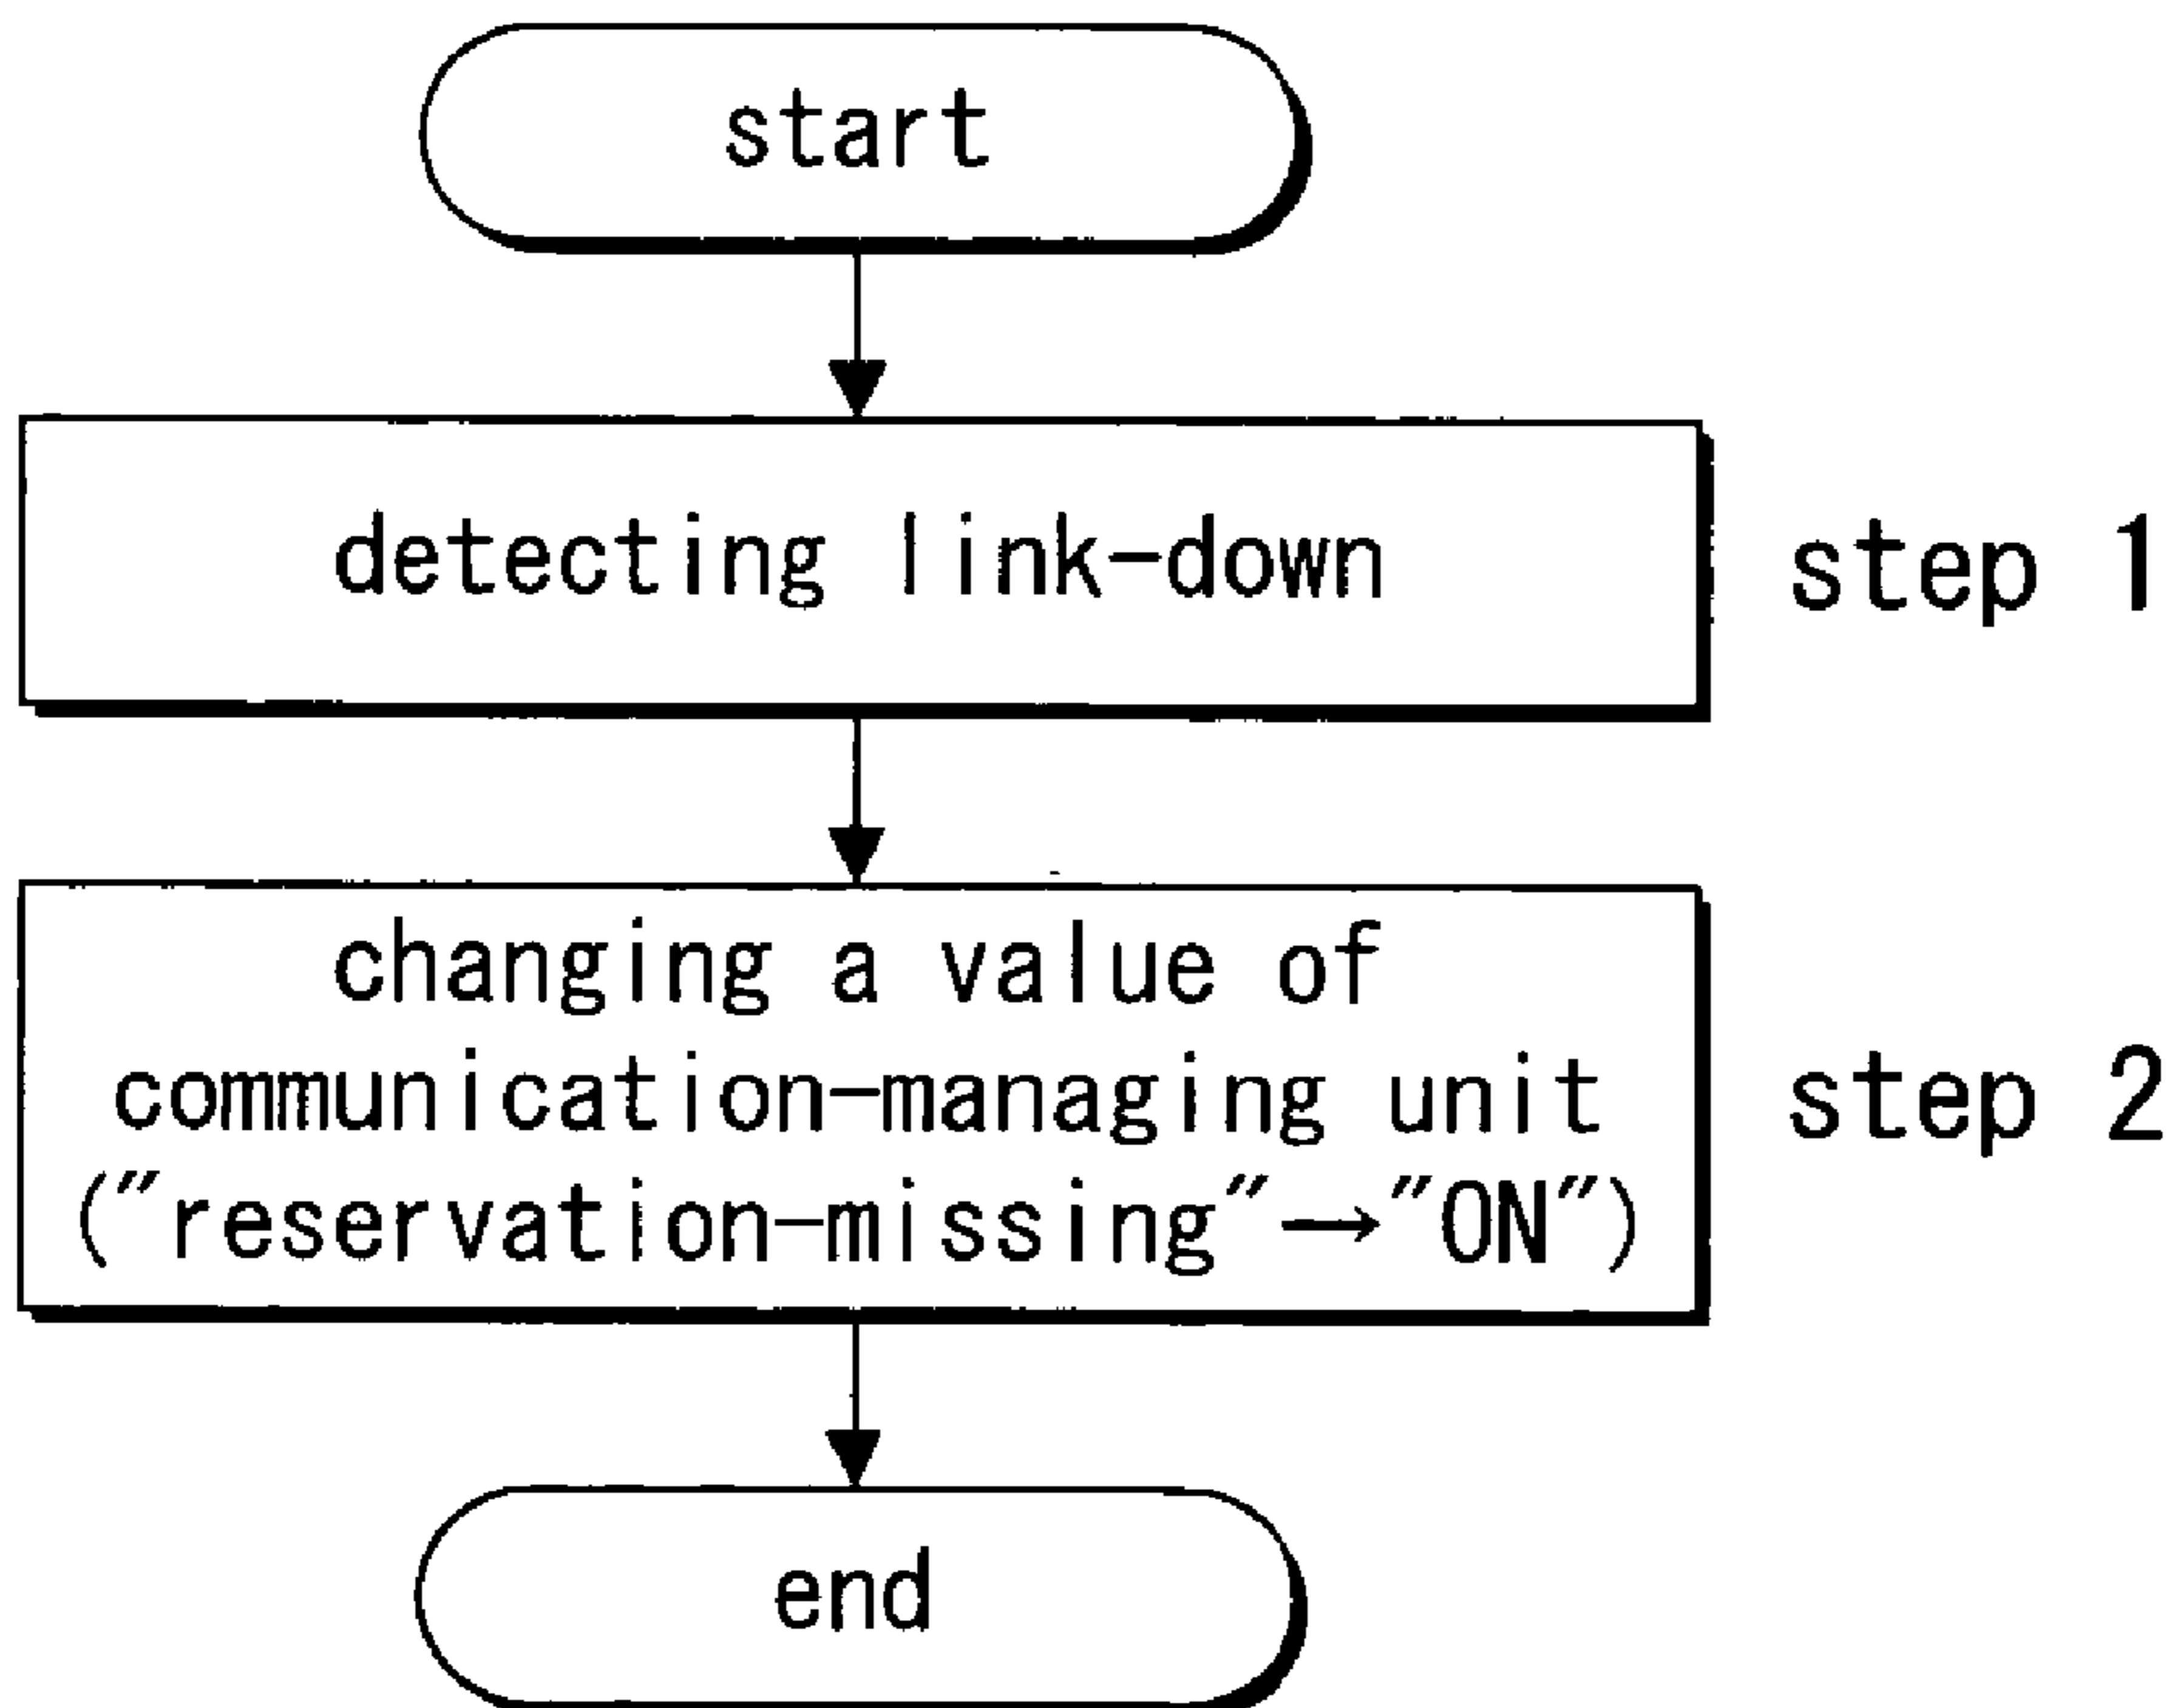 start
detecting link-down
step 1
changing a value of
communication-managing unit
("reservation-missing"→"ON")
step 2
end